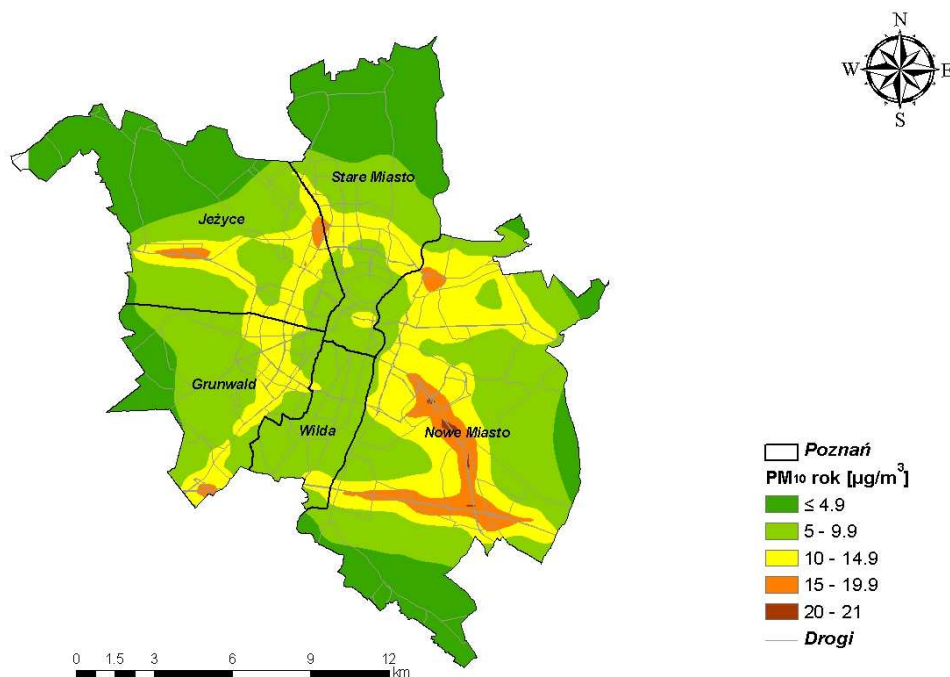 N
W E
S
Stare Miasto
Jeżyce
Grunwald
Wilda
Nowe Miasto
Poznań
PM10 rok [µg/m³]
≤ 4.9
5 - 9.9
10 - 14.9
15 - 19.9
20 - 21
Drogi
0 1.5 3 6 9 12
km